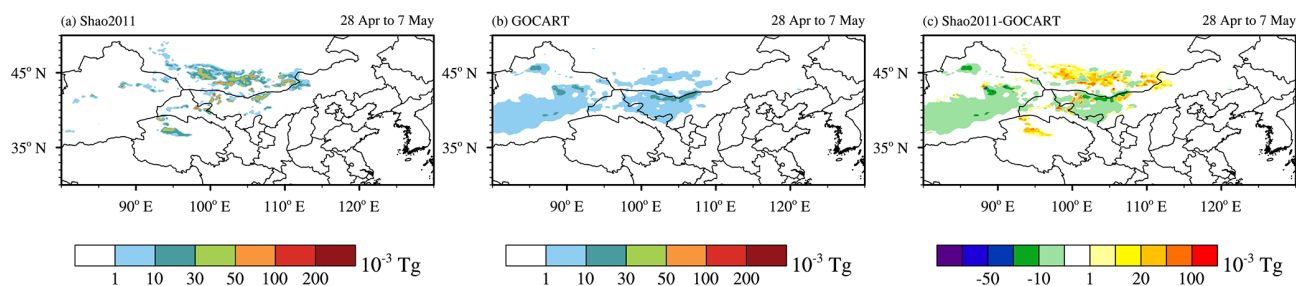 (a) Shao2011 28 Apr to 7 May
45° N
35° N
90° E 100° E 110° E 120° E
1 10 30 50 100 200
10⁻³ Tg
(b) GOCART 28 Apr to 7 May
45° N
35° N
90° E 100° E 110° E 120° E
1 10 30 50 100 200
10⁻³ Tg
(c) Shao2011-GOCART 28 Apr to 7 May
45° N
35° N
90° E 100° E 110° E 120° E
-50 -10 1 20 100
10⁻³ Tg